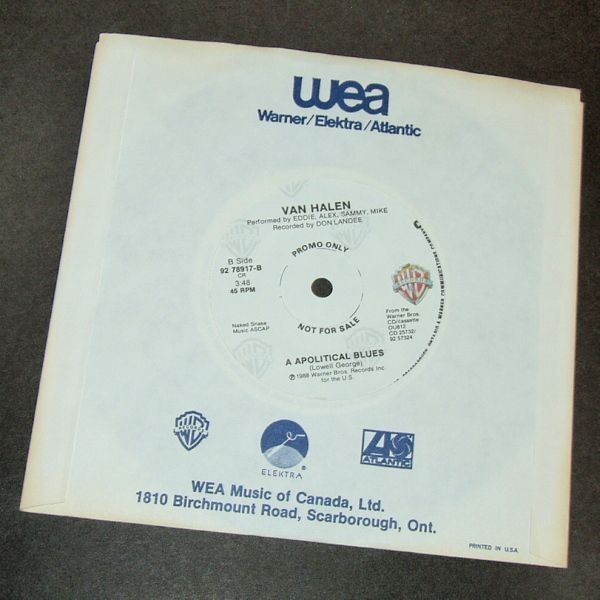 wea
Warner/Elektra/Atlantic
VAN HALEN
Performed by EDDIE, ALEX, SAMMY, MIKE
Recorded by DON LANDEE
PROMO ONLY
B Side
92 78917-B
CR
3:48
45 RPM
From the
Warner Bros.
CD/cassette
OU812
CD 25732/
92 57324
Naked Snake
Music ASCAP
NOT FOR SALE
A APOLITICAL BLUES
(Lowell George)
℗ 1988 Warner Bros. Records Inc.
for the U.S.
ELEKTRA ®
ATLANTIC
WEA Music of Canada, Ltd.
1810 Birchmount Road, Scarborough, Ont.
PRINTED IN U.S.A.